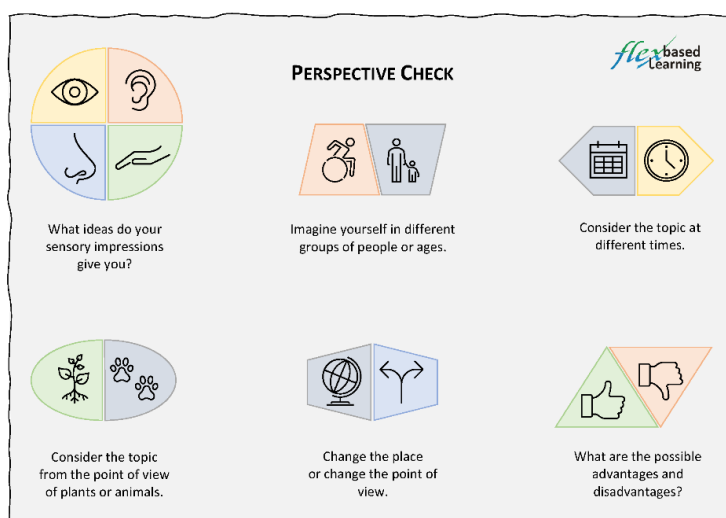 flexbased
Learning
PERSPECTIVE CHECK
What ideas do your
sensory impressions
give you?
Imagine yourself in different
groups of people or ages.
Consider the topic at
different times.
Consider the topic
from the point of view
of plants or animals.
Change the place
or change the point of
view.
What are the possible
advantages and
disadvantages?